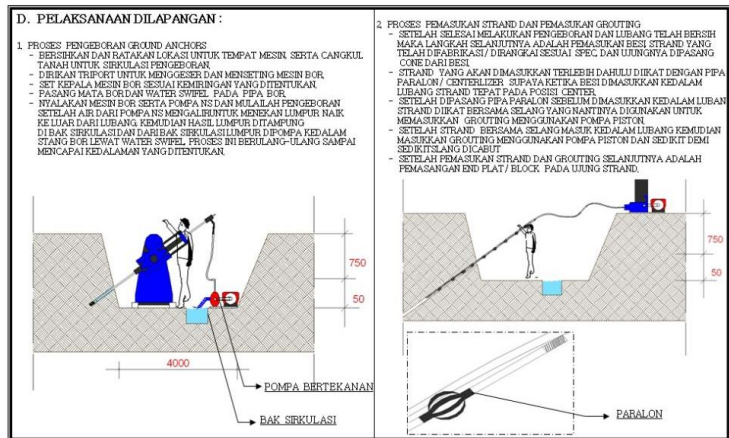 D. PELAKSANAAN DILAPANGAN :
1. PROSES PENGEBORAN GROUND ANCHORS
- BERSIHKAN DAN RATAKAN LOKASI UNTUK TEMPAT MESIN, SERTA CANGKUL
TANAH UNTUK SIRKULASI PENGEBORAN,
- DIRIKAN TRIPORT UNTUK MENGGESER DAN MENSETING MESIN BOR
- SET KEPALA MESIN BOR SESUAI KEMIRINGAN YANG DITENTUKAN,
- PASANG MATA BOR DAN WATER SWIFEL PADA PIPA BOR,
- NYALAKAN MESIN BOR SERTA POMPA NS DAN MULAILAH PENGEBORAN
SETELAH AIR DARI POMPA NS MENGALIR UNTUK MENEKAN LUMPUR NAIK
KE LUAR DARI LUBANG, KEMUDIAN HASIL LUMPUR DITAMPUNG
DI BAK SIRKULASI DAN DARI BAK SIRKULASI LUMPUR DIPOMPA KEDALAM
STANG BOR LEWAT WATER SWIFEL PROSES INI BERULANG-ULANG SAMPAI
MENCAPAI KEDALAMAN YANG DITENTUKAN,
750
50
4000
POMPA BERTEKANAN
BAK SIRKULASI
2. PROSES PEMASUKAN STRAND DAN PEMASUKAN GROUTING
- SETELAH SELESAI MELAKUKAN PENGEBORAN DAN LUBANG TELAH BERSIH
MAKA LANGKAH SELANJUTNYA ADALAH PEMASUKAN BESI STRAND YANG
TELAH DIFABRIKASI / DIRANGKAI SESUAI SPEC, DAN UJUNGNYA DIPASANG
CONE DARI BESI,
- STRAND YANG AKAN DIMASUKKAN TERLEBIH DAHULU DIIKAT DENGAN PIPA
PARALON / CENTERLIZER SUPAYA KETIKA BESI DIMASUKKAN KEDALAM
LUBANG STRAND TEPAT PADA POSISI CENTER,
- SETELAH DIPASANG PIPA PARALON SEBELUM DIMASUKKAN KEDALAM LUBAN
STRAND DIIKAT BERSAMA SELANG YANG NANTINYA DIGUNAKAN UNTUK
MEMASUKKAN GROUTING MENGGUNAKAN POMPA PISTON,
- SETELAH STRAND BERSAMA SELANG MASUK KEDALAM LUBANG KEMUDIAN
MASUKKAN GROUTING MENGGUNAKAN POMPA PISTON DAN SEDIKIT DEMI
SEDIKIT SLANG DICABUT
- SETELAH PEMASUKAN STRAND DAN GROUTING SELANJUTNYA ADALAH
PEMASANGAN END PLAT / BLOCK PADA UJUNG STRAND,
750
50
PARALON